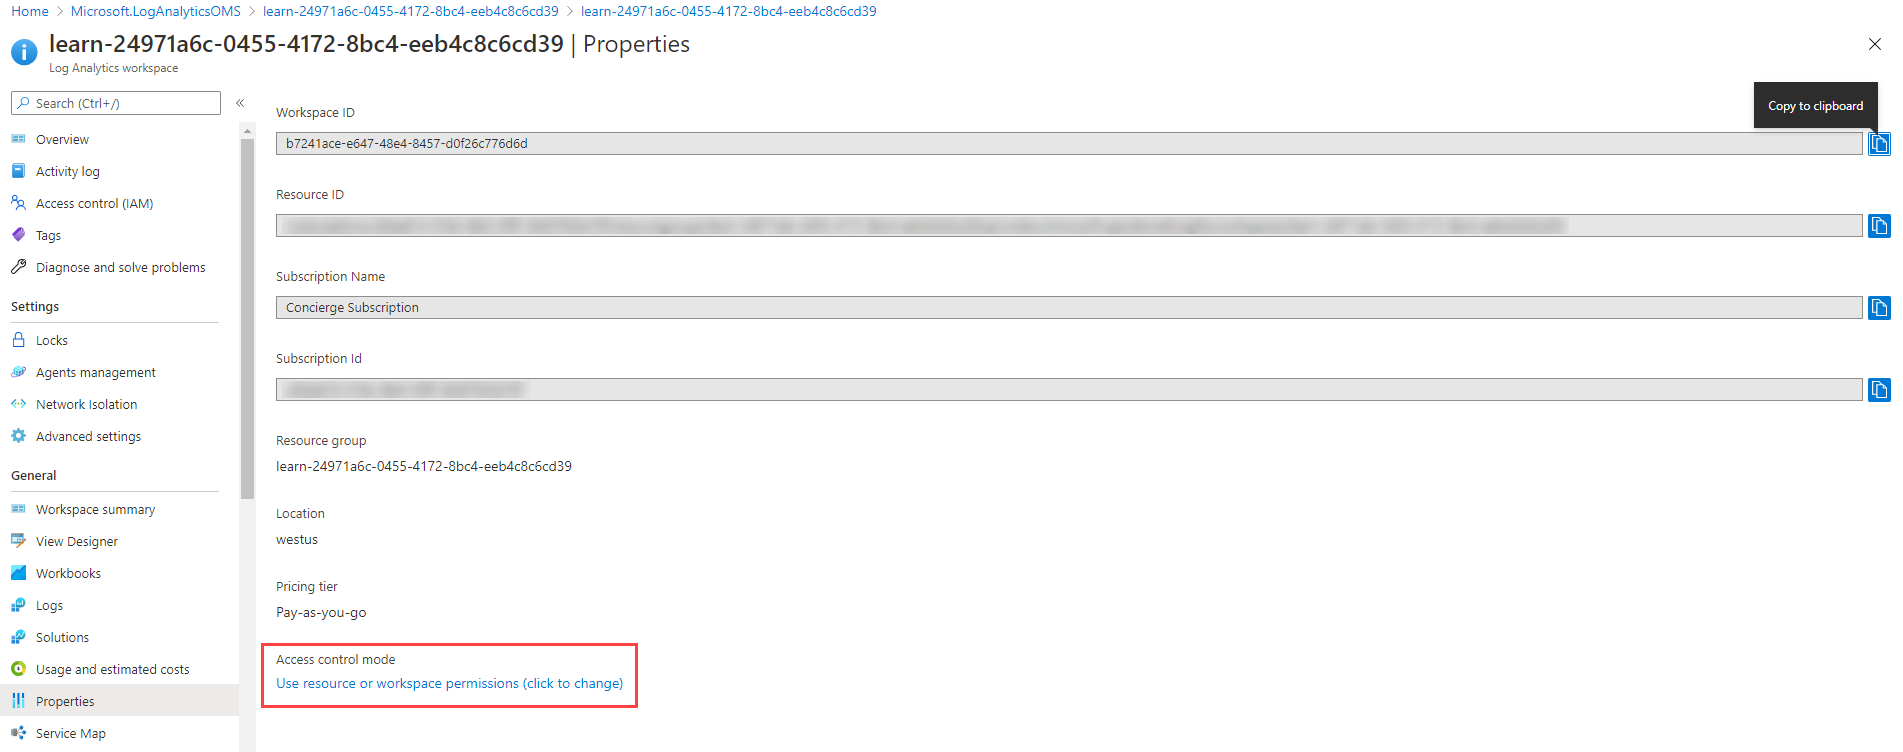 Home > Microsoft.LogAnalyticsOMS > learn-24971a6c-0455-4172-8bc4-eeb4c8c6cd39 > learn-24971a6c-0455-4172-8bc4-eeb4c8c6cd39
learn-24971a6c-0455-4172-8bc4-eeb4c8c6cd39 | Properties
Log Analytics workspace
Search (Ctrl+/)
«
Overview
Activity log
Access control (IAM)
Tags
Diagnose and solve problems
Settings
Locks
Agents management
Network Isolation
Advanced settings
General
Workspace summary
View Designer
Workbooks
Logs
Solutions
Usage and estimated costs
Properties
Service Map
Workspace ID
Copy to clipboard
b7241ace-e647-48e4-8457-d0f26c776d6d
Resource ID
Subscription Name
Concierge Subscription
Subscription Id
Resource group
learn-24971a6c-0455-4172-8bc4-eeb4c8c6cd39
Location
westus
Pricing tier
Pay-as-you-go
Access control mode
Use resource or workspace permissions (click to change)